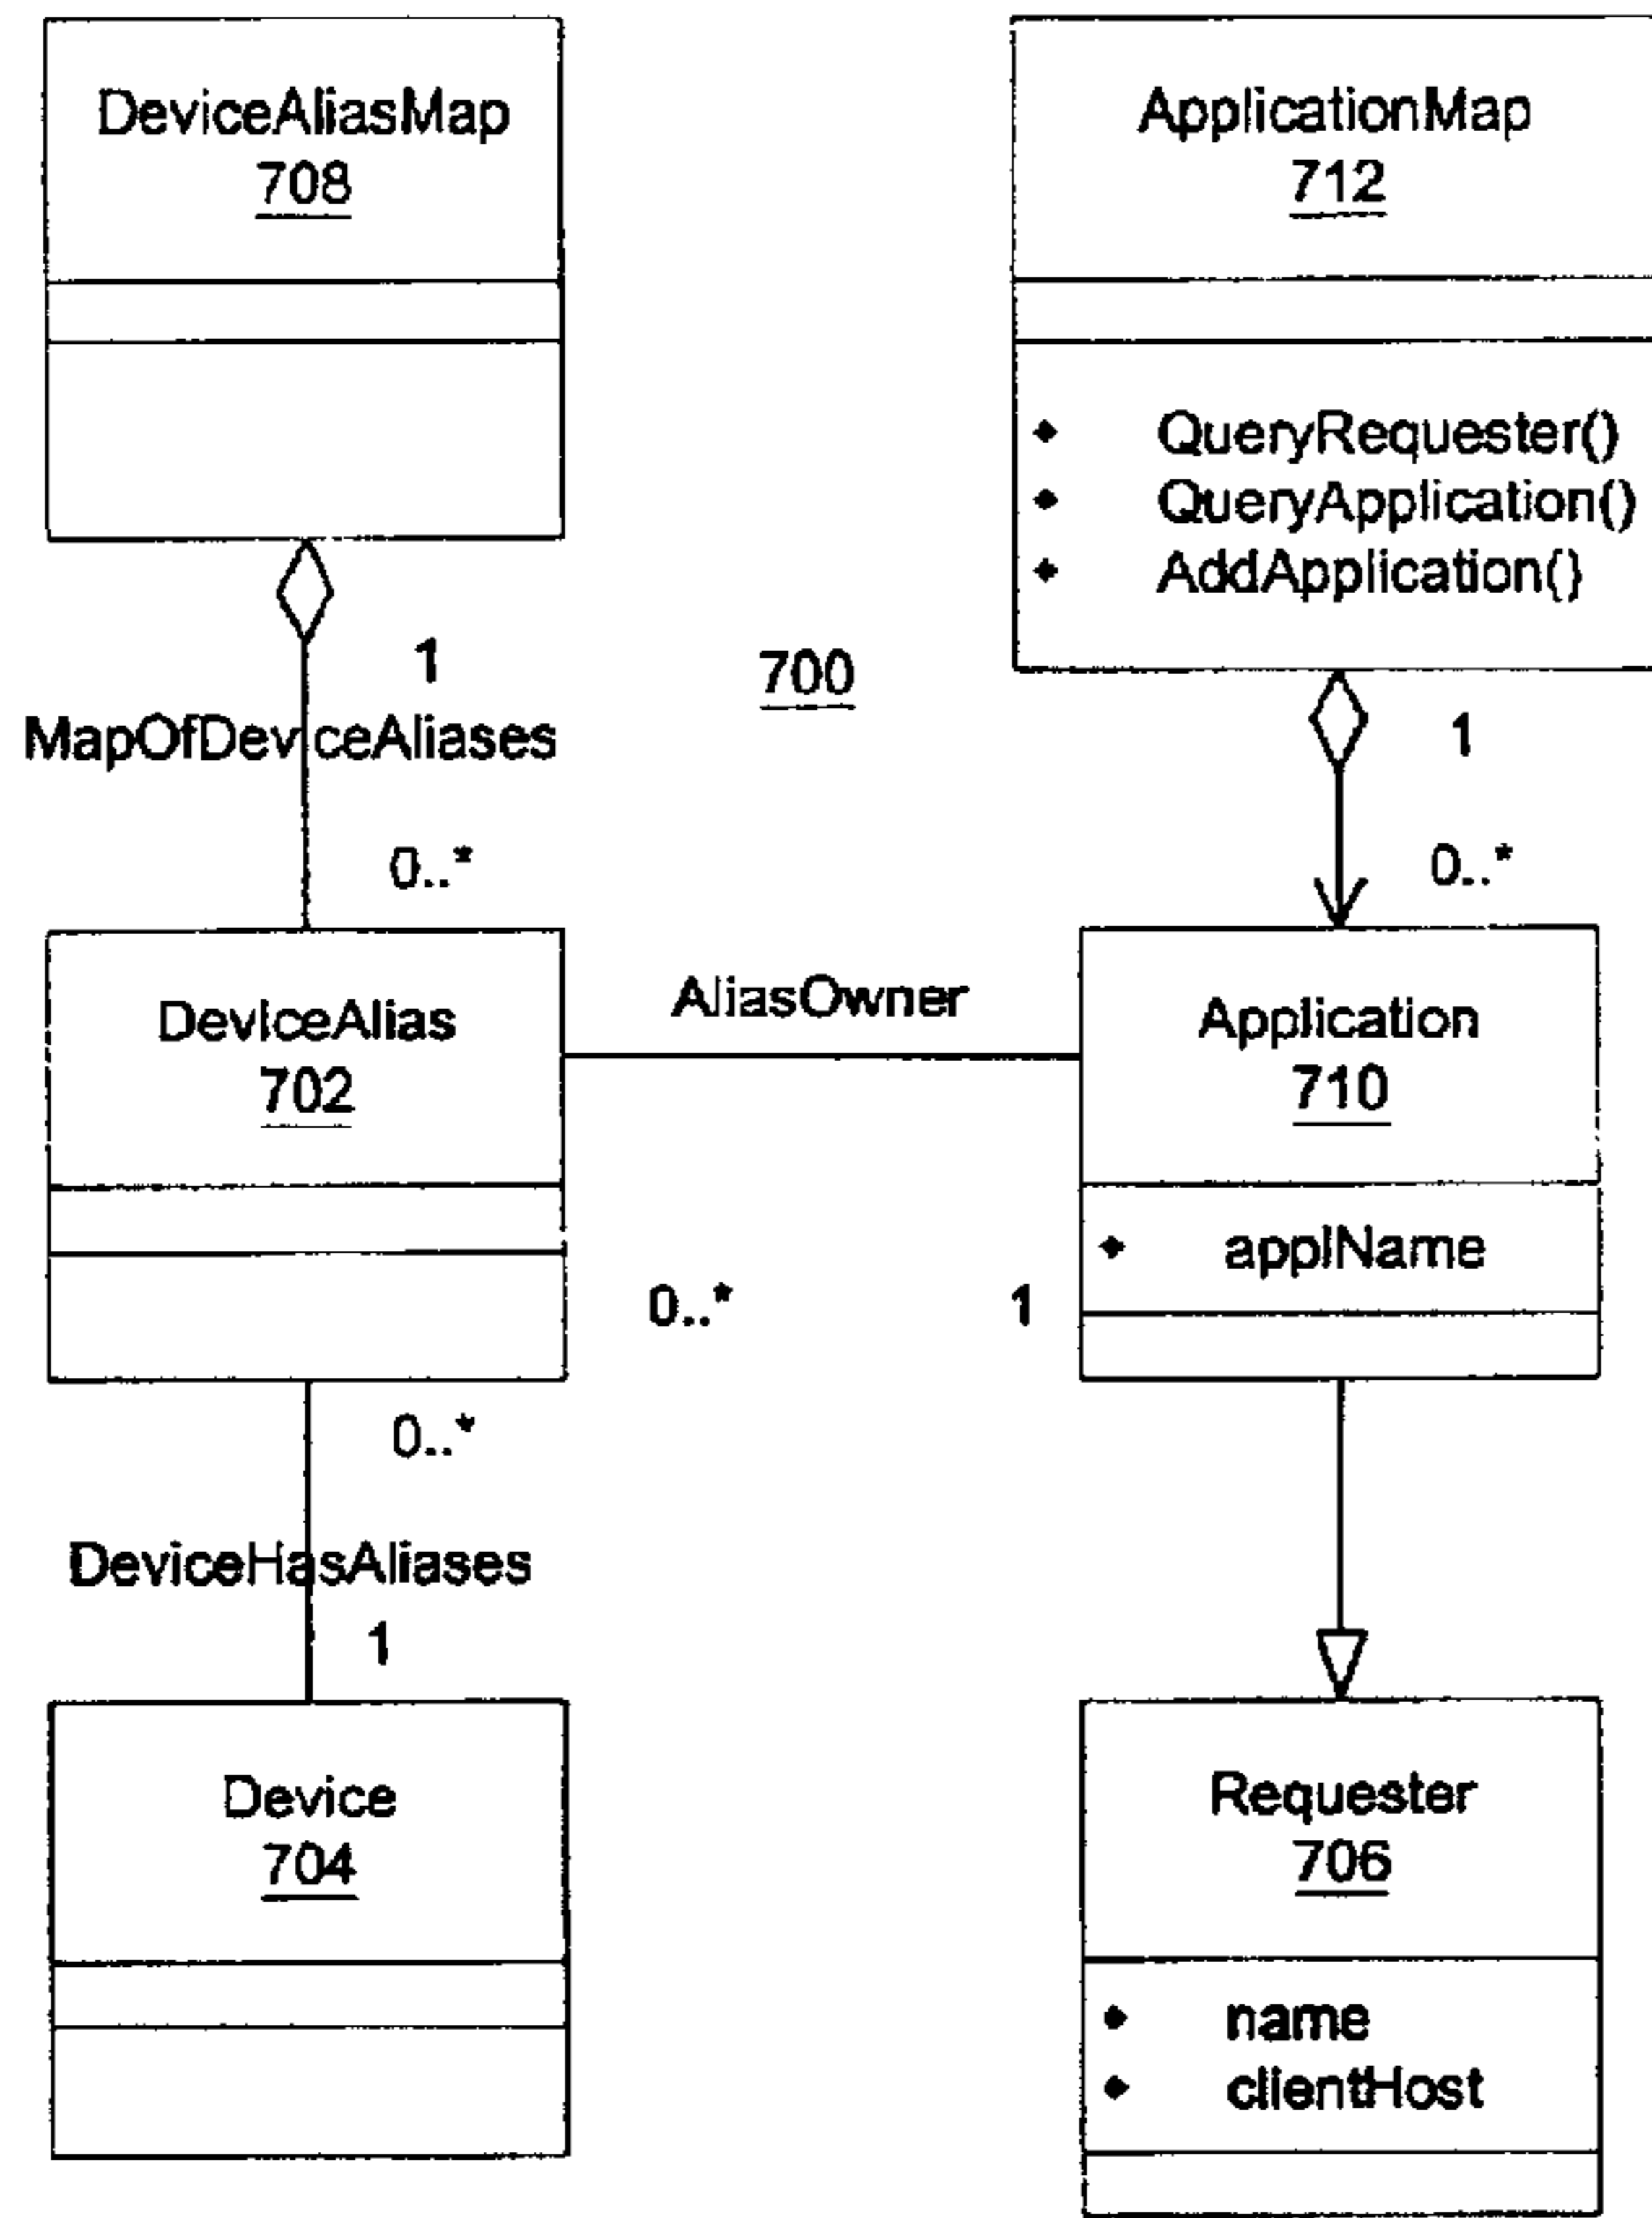 DeviceAliasMap
708
ApplicationMap
712
QueryRequester()
QueryApplication()
AddApplication()
1
MapOfDeviceAliases
0..*
700
1
0..*
DeviceAlias
702
AliasOwner
Application
710
applName
0..*
1
0..*
DeviceHasAliases
1
Device
704
Requester
706
name
clientHost